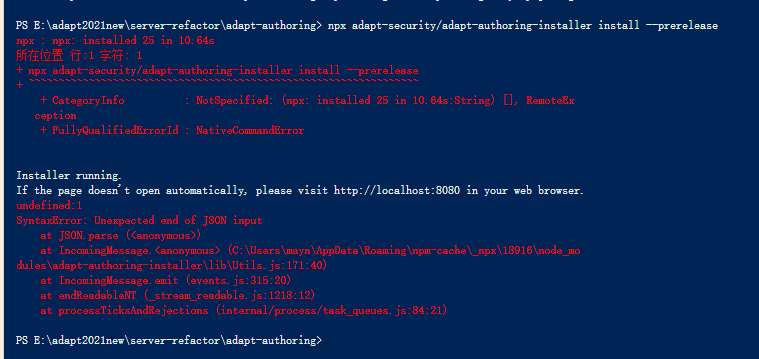 PS E:\adapt2021new\server-refactor\adapt-authoring> npx adapt-security/adapt-authoring-installer install --prerelease
npx : npx: installed 25 in 10.64s
所在位置 行:1 字符: 1
+ npx adapt-security/adapt-authoring-installer install --prerelease
+ ~~~~~~~~~~~~~~~~~~~~~~~~~~~~~~~~~~~~~~~~~~~~~~~~~~~~~~~~~~~~~~~~~
+ CategoryInfo : NotSpecified: (npx: installed 25 in 10.64s:String) [], RemoteEx
ception
+ FullyQualifiedErrorId : NativeCommandError
Installer running.
If the page doesn't open automatically, please visit http://localhost:8080 in your web browser.
undefined:1
SyntaxError: Unexpected end of JSON input
at JSON.parse (<anonymous>)
at IncomingMessage.<anonymous> (C:\Users\mayn\AppData\Roaming\npm-cache\_npx\18916\node_mo
dules\adapt-authoring-installer\lib\Utils.js:171:40)
at IncomingMessage.emit (events.js:315:20)
at endReadableNT (_stream_readable.js:1218:12)
at processTicksAndRejections (internal/process/task_queues.js:84:21)
PS E:\adapt2021new\server-refactor\adapt-authoring>